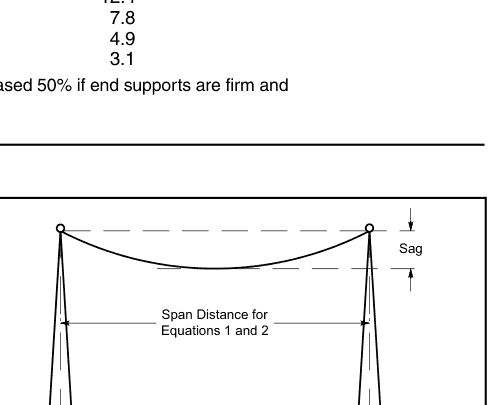 7.8
4.9
3.1
ased 50% if end supports are firm and
Sag
Span Distance for
Equations 1 and 2